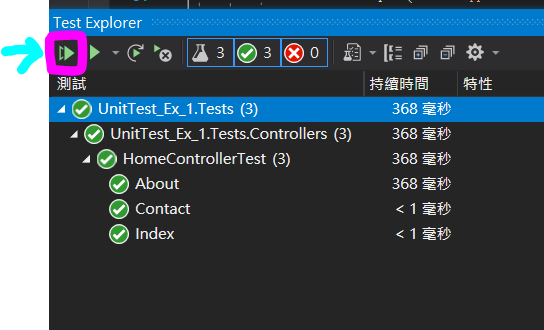 Test Explorer
3 3 0
測試 持續時間 特性
UnitTest_Ex_1.Tests (3) 368 毫秒
UnitTest_Ex_1.Tests.Controllers (3) 368 毫秒
HomeControllerTest (3) 368 毫秒
About 368 毫秒
Contact < 1 毫秒
Index < 1 毫秒